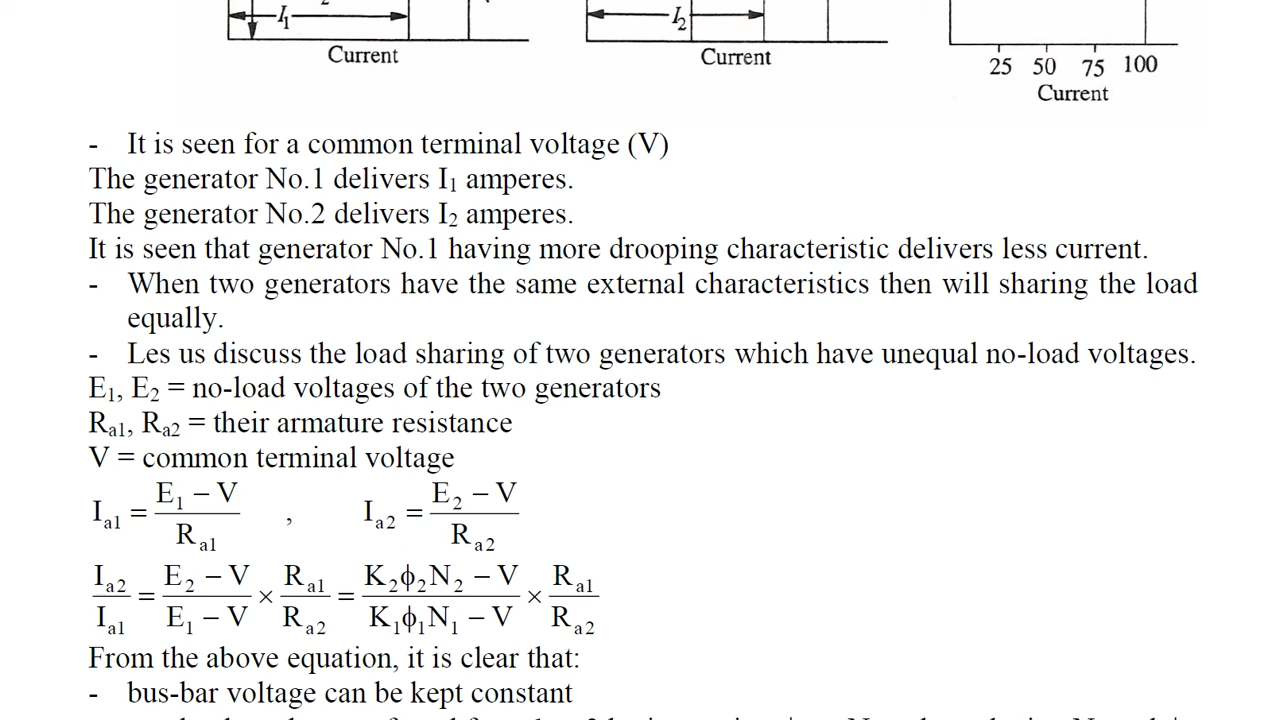 I1 I2
Current Current 25 50 75 100
Current
- It is seen for a common terminal voltage (V)
The generator No.1 delivers I1 amperes.
The generator No.2 delivers I2 amperes.
It is seen that generator No.1 having more drooping characteristic delivers less current.
- When two generators have the same external characteristics then will sharing the load
equally.
- Les us discuss the load sharing of two generators which have unequal no-load voltages.
E1, E2 = no-load voltages of the two generators
Ra1, Ra2 = their armature resistance
V = common terminal voltage
Ia1 = (E1 − V) / Ra1 , Ia2 = (E2 − V) / Ra2
Ia2 / Ia1 = (E2 − V) / (E1 − V) × Ra1 / Ra2 = (K2ϕ2N2 − V) / (K1ϕ1N1 − V) × Ra1 / Ra2
From the above equation, it is clear that:
- bus-bar voltage can be kept constant